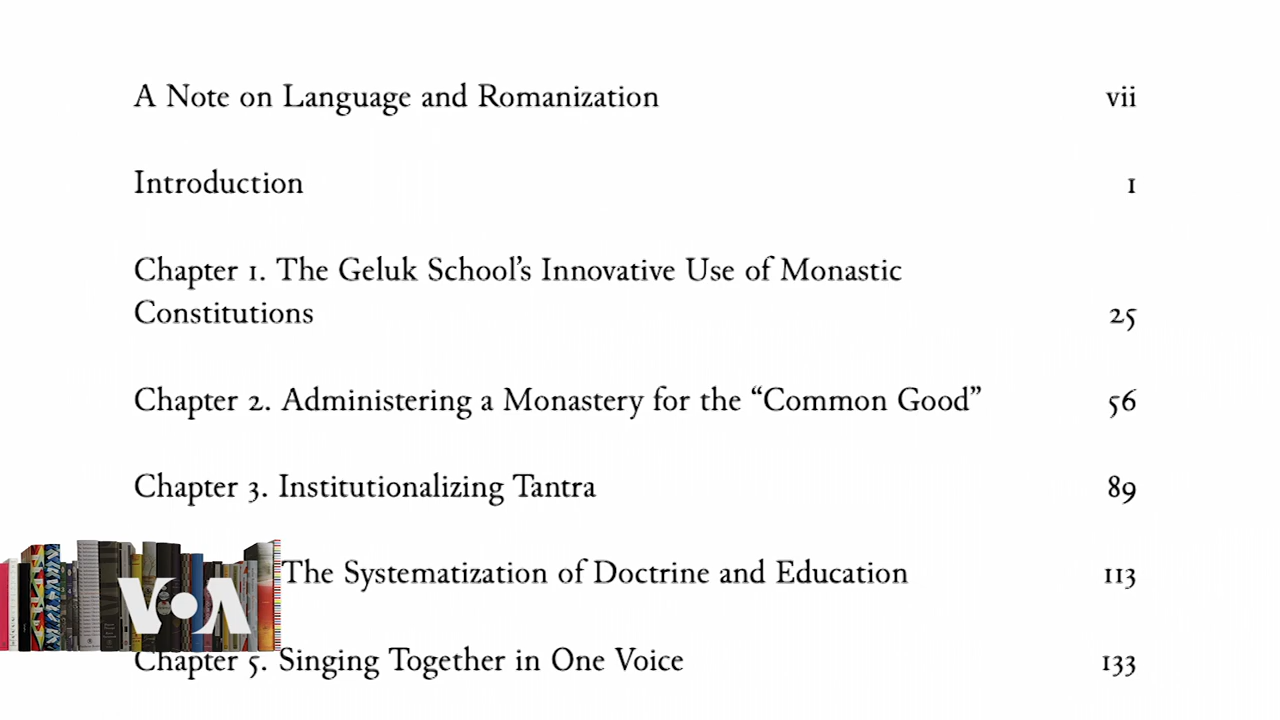 A Note on Language and Romanization vii
Introduction 1
Chapter 1. The Geluk School’s Innovative Use of Monastic
Constitutions 25
Chapter 2. Administering a Monastery for the “Common Good” 56
Chapter 3. Institutionalizing Tantra 89
The Systematization of Doctrine and Education 113
VOA
Chapter 5. Singing Together in One Voice 133